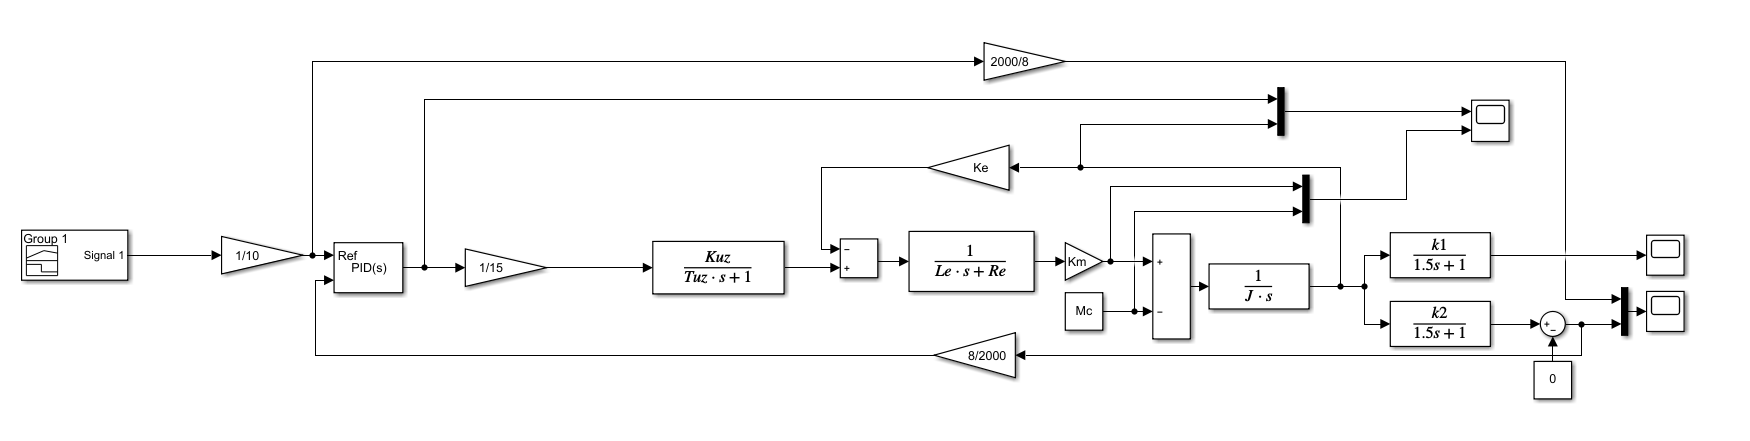 2000/8
Ke
Group 1
Signal 1
1/10
Ref
PID(s)
1/15
Kuz
Tuz · s + 1
−
+
1
Le · s + Re
Km
+
−
Mc
1
J · s
k1
1.5s + 1
k2
1.5s + 1
+
−
8/2000
0